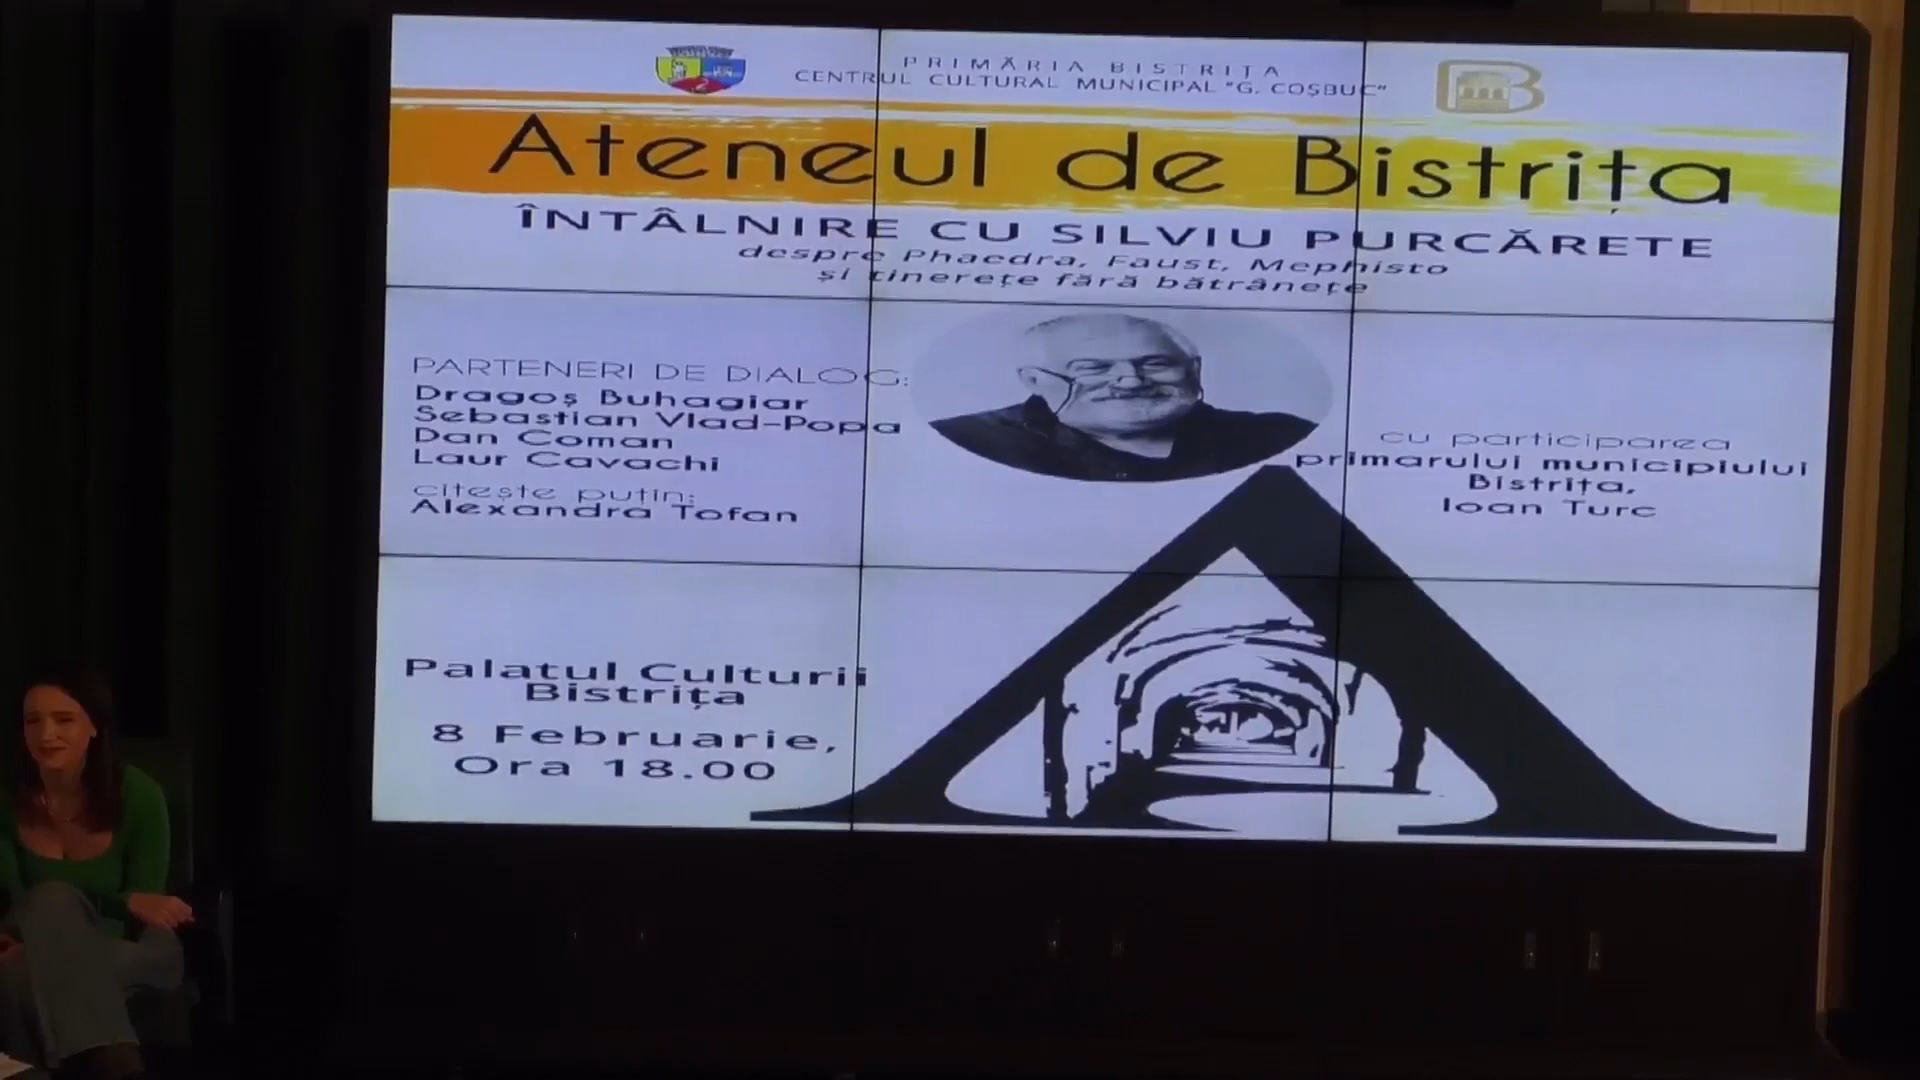 PRIMĂRIA BISTRIȚA
CENTRUL CULTURAL MUNICIPAL "G. COȘBUC"
Ateneul de Bistrița
ÎNTÂLNIRE CU SILVIU PURCĂRETE
despre Phaedra, Faust, Mephisto
și tinerețe fără bătrânețe
PARTENERI DE DIALOG:
Dragoș Buhagiar
Sebastian Vlad-Popa
Dan Coman
Laur Cavachi
citește puțin:
Alexandra Tofan
cu participarea
primarului municipiului
Bistrița,
Ioan Turc
Palatul Culturii
Bistrița
8 Februarie,
Ora 18.00